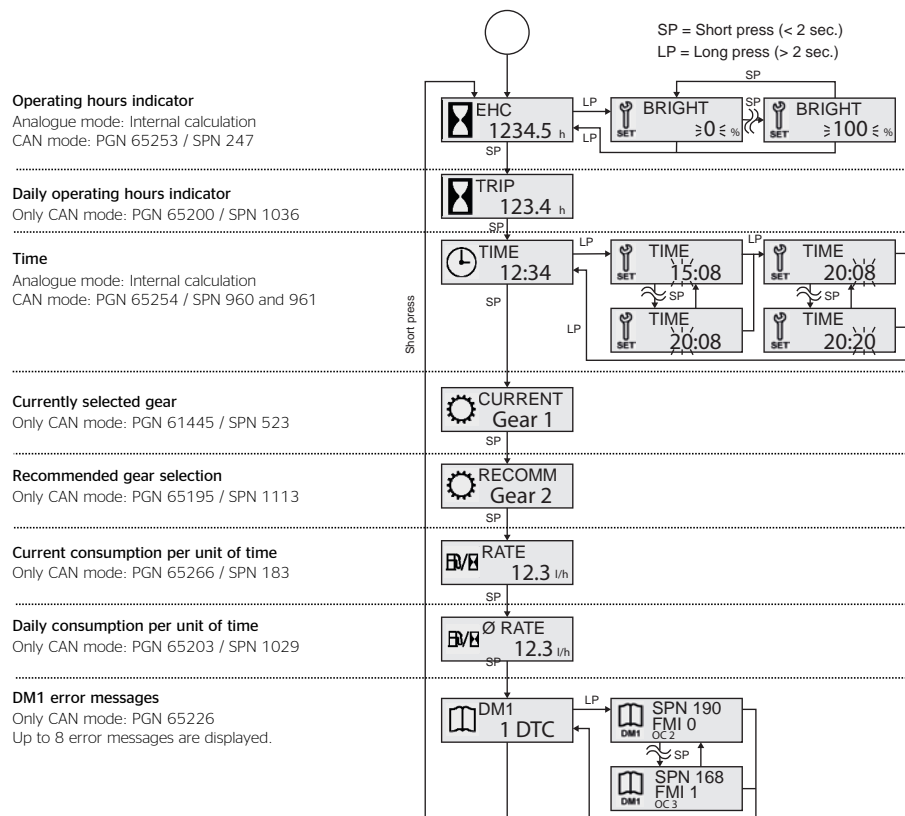 SP = Short press (< 2 sec.)
LP = Long press (> 2 sec.)
SP
Operating hours indicator
Analogue mode: Internal calculation
CAN mode: PGN 65253 / SPN 247
EHC
1234.5 h
LP
LP
SET
BRIGHT
0 %
SP
SET
BRIGHT
100 %
SP
Daily operating hours indicator
Only CAN mode: PGN 65200 / SPN 1036
TRIP
123.4 h
SP
Time
Analogue mode: Internal calculation
CAN mode: PGN 65254 / SPN 960 and 961
TIME
12:34
LP
SET
TIME
15:08
LP
SET
TIME
20:08
SP
SP
SP
SET
TIME
20:08
SET
TIME
20:20
LP
Short press
Currently selected gear
Only CAN mode: PGN 61445 / SPN 523
CURRENT
Gear 1
SP
Recommended gear selection
Only CAN mode: PGN 65195 / SPN 1113
RECOMM
Gear 2
SP
Current consumption per unit of time
Only CAN mode: PGN 65266 / SPN 183
RATE
12.3 l/h
SP
Daily consumption per unit of time
Only CAN mode: PGN 65203 / SPN 1029
Ø RATE
12.3 l/h
SP
DM1 error messages
Only CAN mode: PGN 65226
Up to 8 error messages are displayed.
DM1
1 DTC
LP
DM1
SPN 190
FMI 0
OC 2
SP
DM1
SPN 168
FMI 1
OC 3